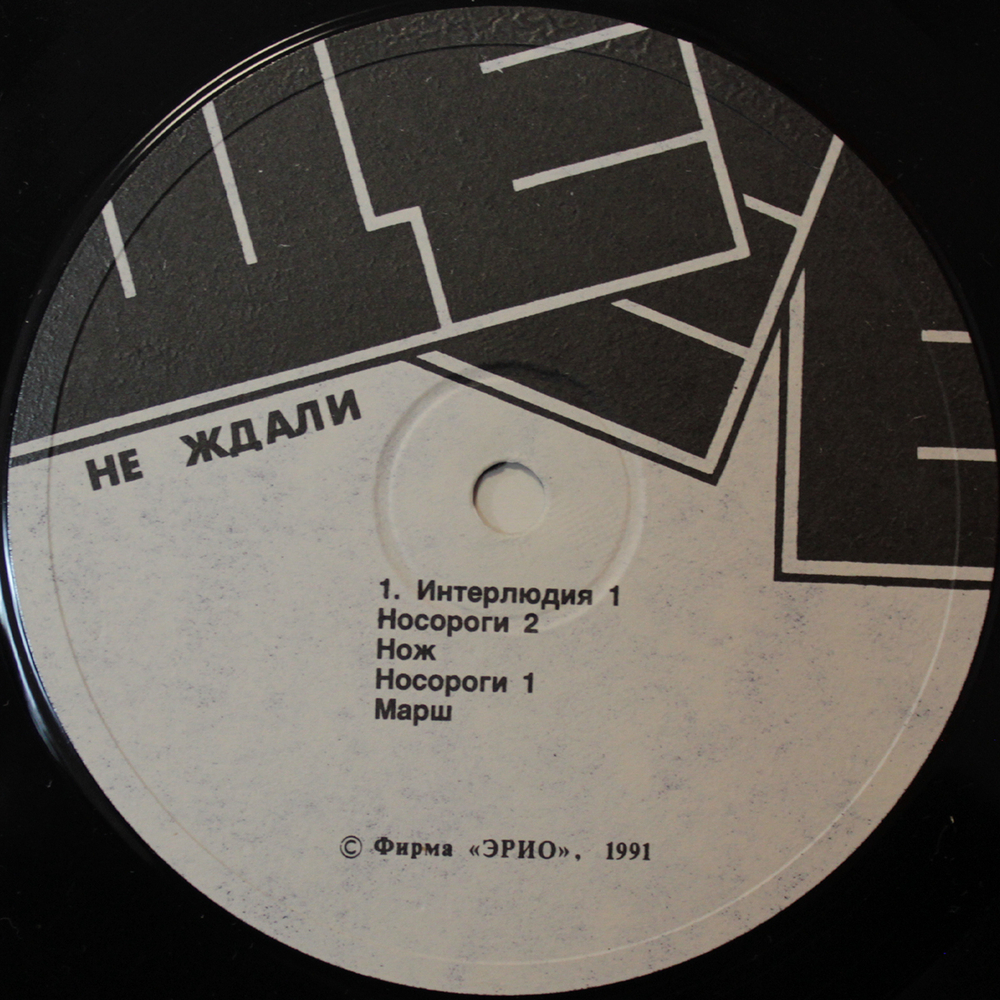 НЕ ЖДАЛИ
1. Интерлюдия 1
Носороги 2
Нож
Носороги 1
Марш
© Фирма «ЭРИО», 1991